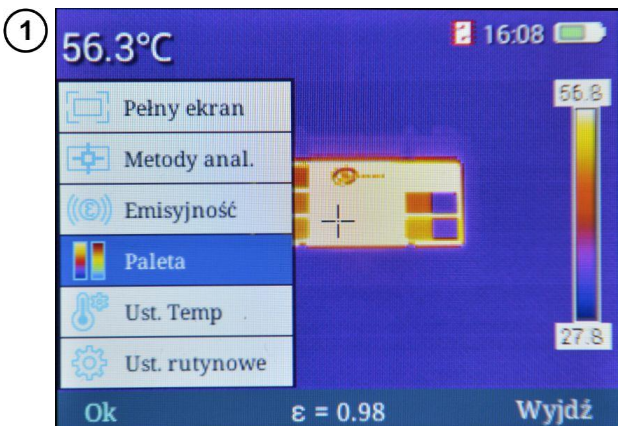 1
56.3°C
16:08
56.8
Pełny ekran
Metody anal.
((ε)) Emisyjność
Paleta
Ust. Temp
27.8
Ust. rutynowe
Ok
ε = 0.98
Wyjdź